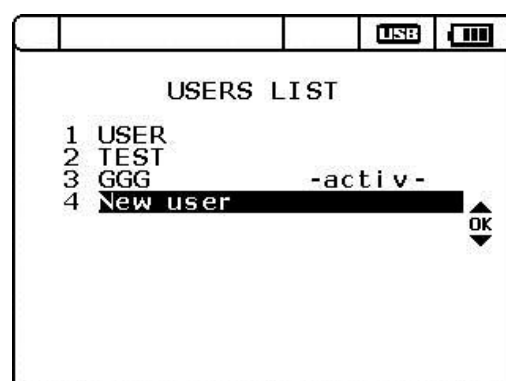 USB
USERS LIST
1 USER
2 TEST
3 GGG -activ-
4 New user
OK